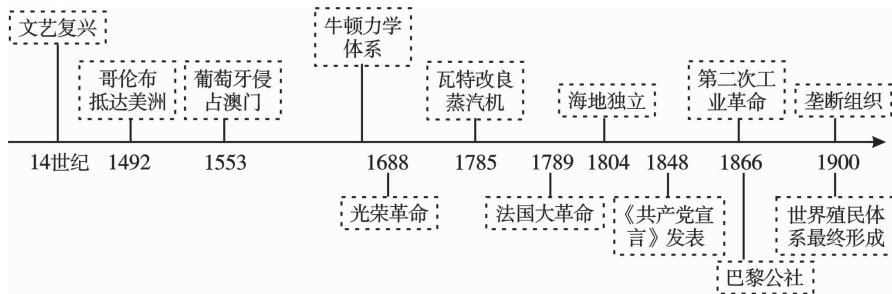 文艺复兴
哥伦布
抵达美洲
葡萄牙侵
占澳门
牛顿力学
体系
瓦特改良
蒸汽机
海地独立
第二次工
业革命
垄断组织
14世纪 1492 1553 1688 1785 1789 1804 1848 1866 1900
光荣革命
法国大革命
《共产党宣
言》发表
巴黎公社
世界殖民体
系最终形成